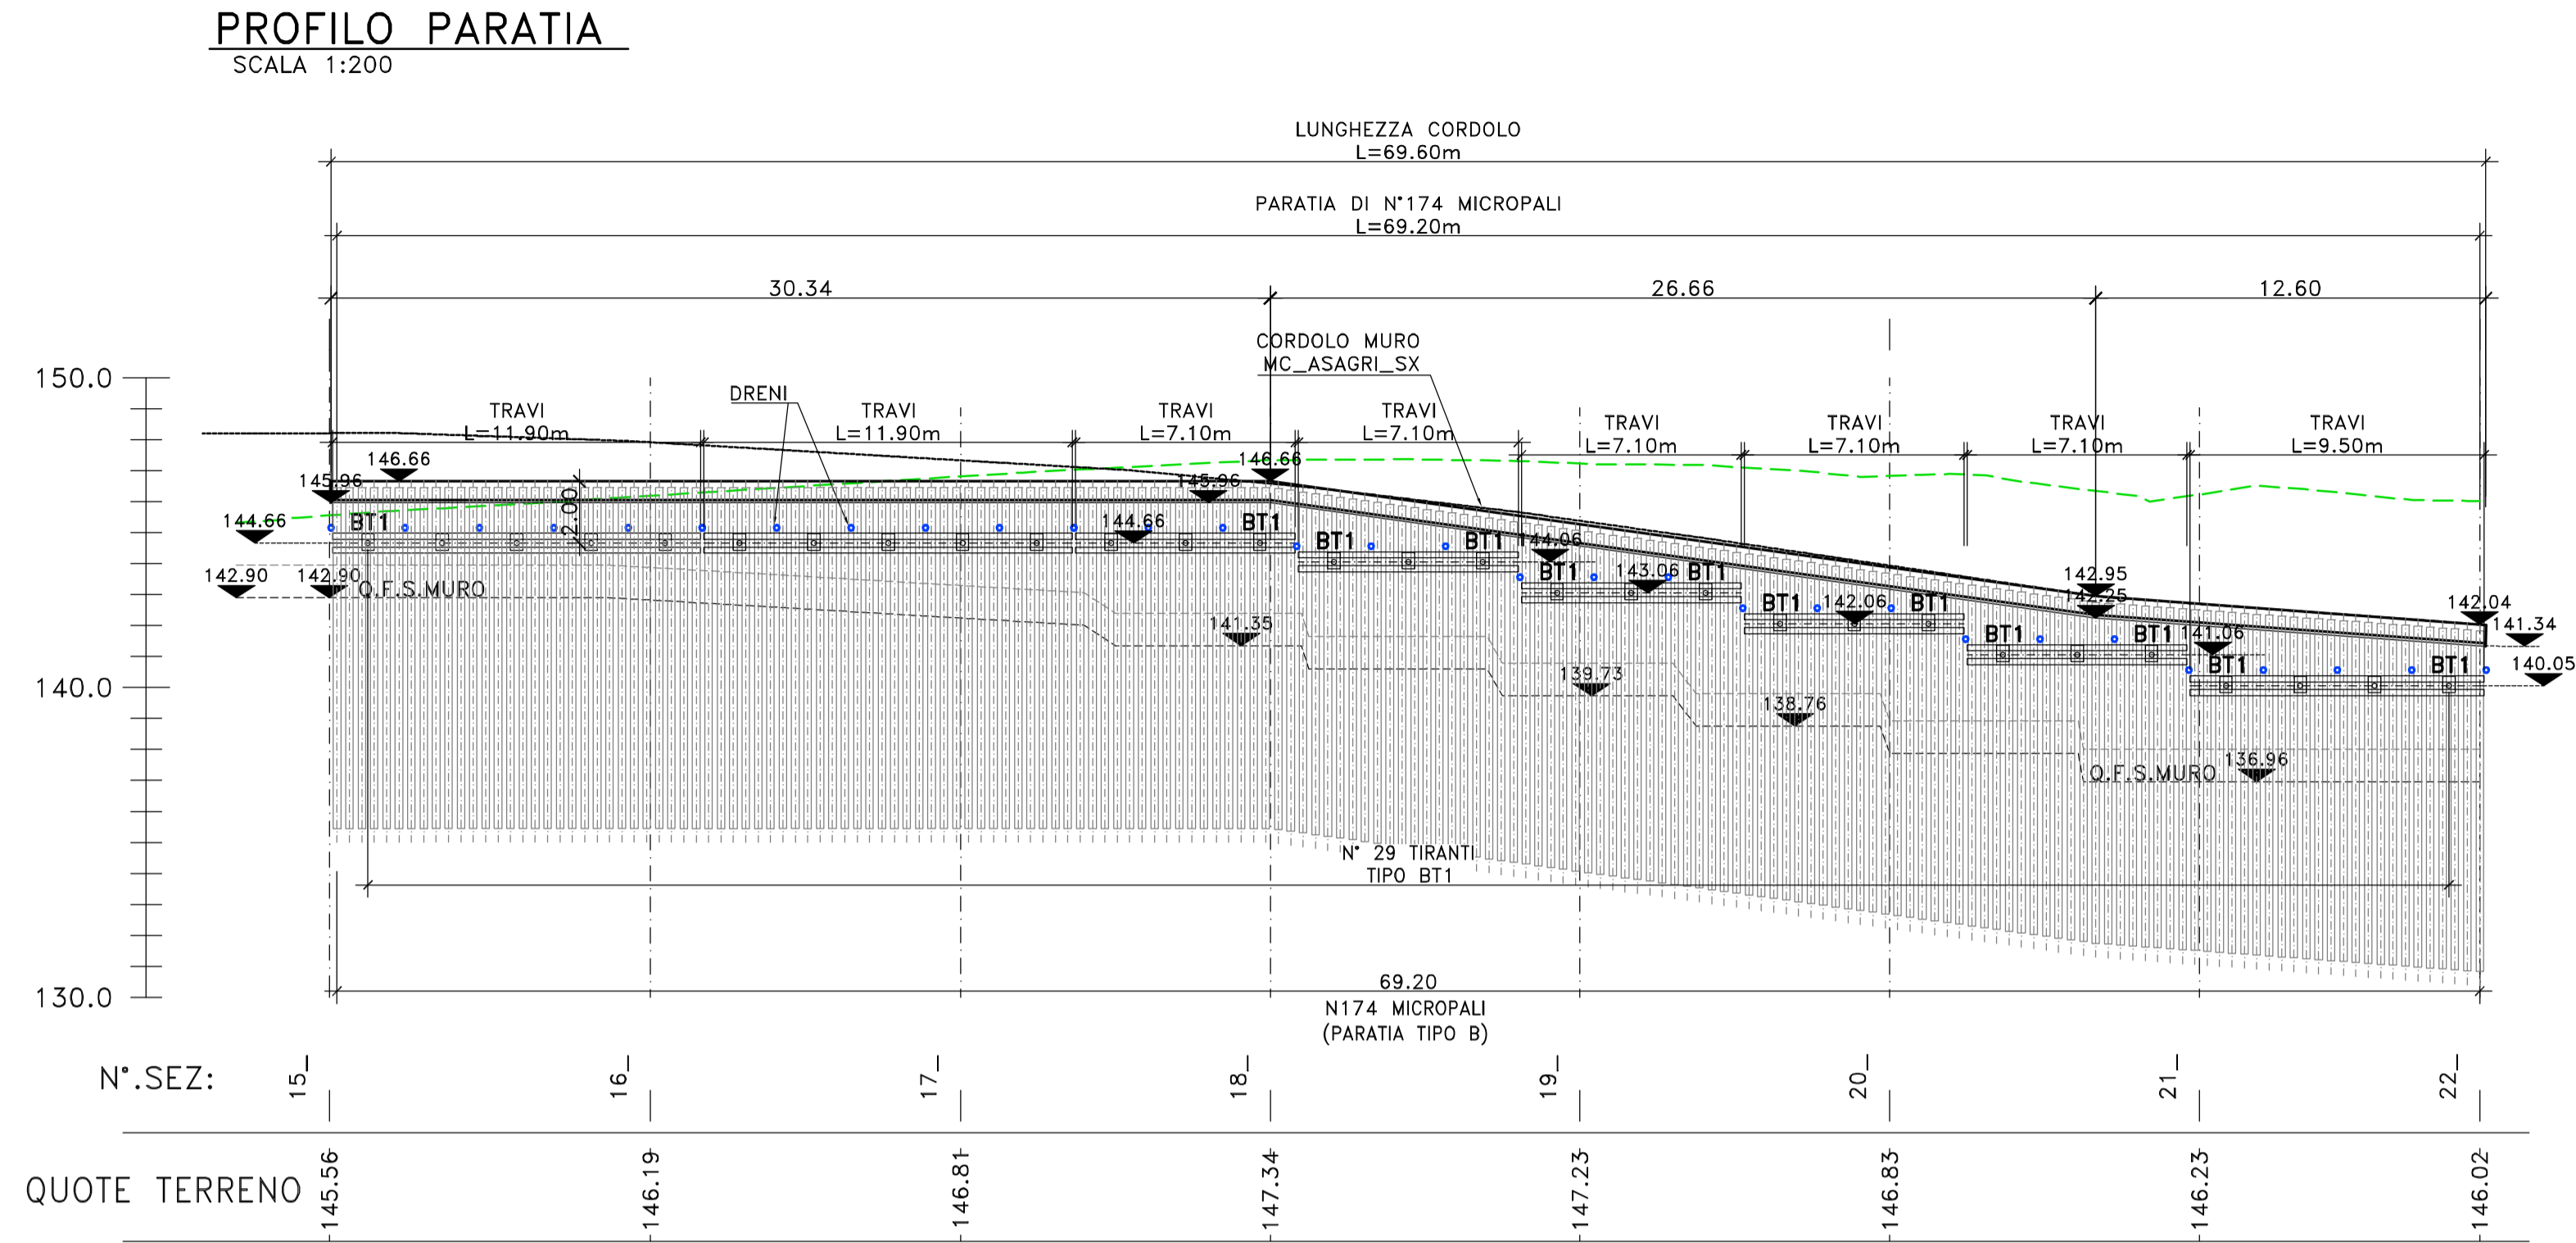 PROFILO PARATIA
SCALA 1:200
LUNGHEZZA CORDOLO
L=69.60m
PARATIA DI N°174 MICROPALI
L=69.20m
30.34
26.66
12.60
CORDOLO MURO
MC_ASAGRI_SX
150.0
DRENI
TRAVI
L=11.90m
TRAVI
L=11.90m
TRAVI
L=7.10m
TRAVI
L=7.10m
TRAVI
L=7.10m
TRAVI
L=7.10m
TRAVI
L=7.10m
TRAVI
L=9.50m
146.66
146.66
145.96
145.96
2.00
144.66
BT1
144.66
BT1
BT1
BT1
144.06
142.90
142.90
Q.F.S.MURO
BT1
143.06
BT1
142.95
142.25
BT1
142.06
BT1
142.04
141.35
141.34
BT1
BT1
141.06
140.0
139.73
BT1
BT1
140.05
138.76
Q.F.S.MURO
136.96
N° 29 TIRANTI
TIPO BT1
130.0
69.20
N174 MICROPALI
(PARATIA TIPO B)
N°.SEZ:
15
16
17
18
19
20
21
22
QUOTE TERRENO
145.56
146.19
146.81
147.34
147.23
146.83
146.23
146.02